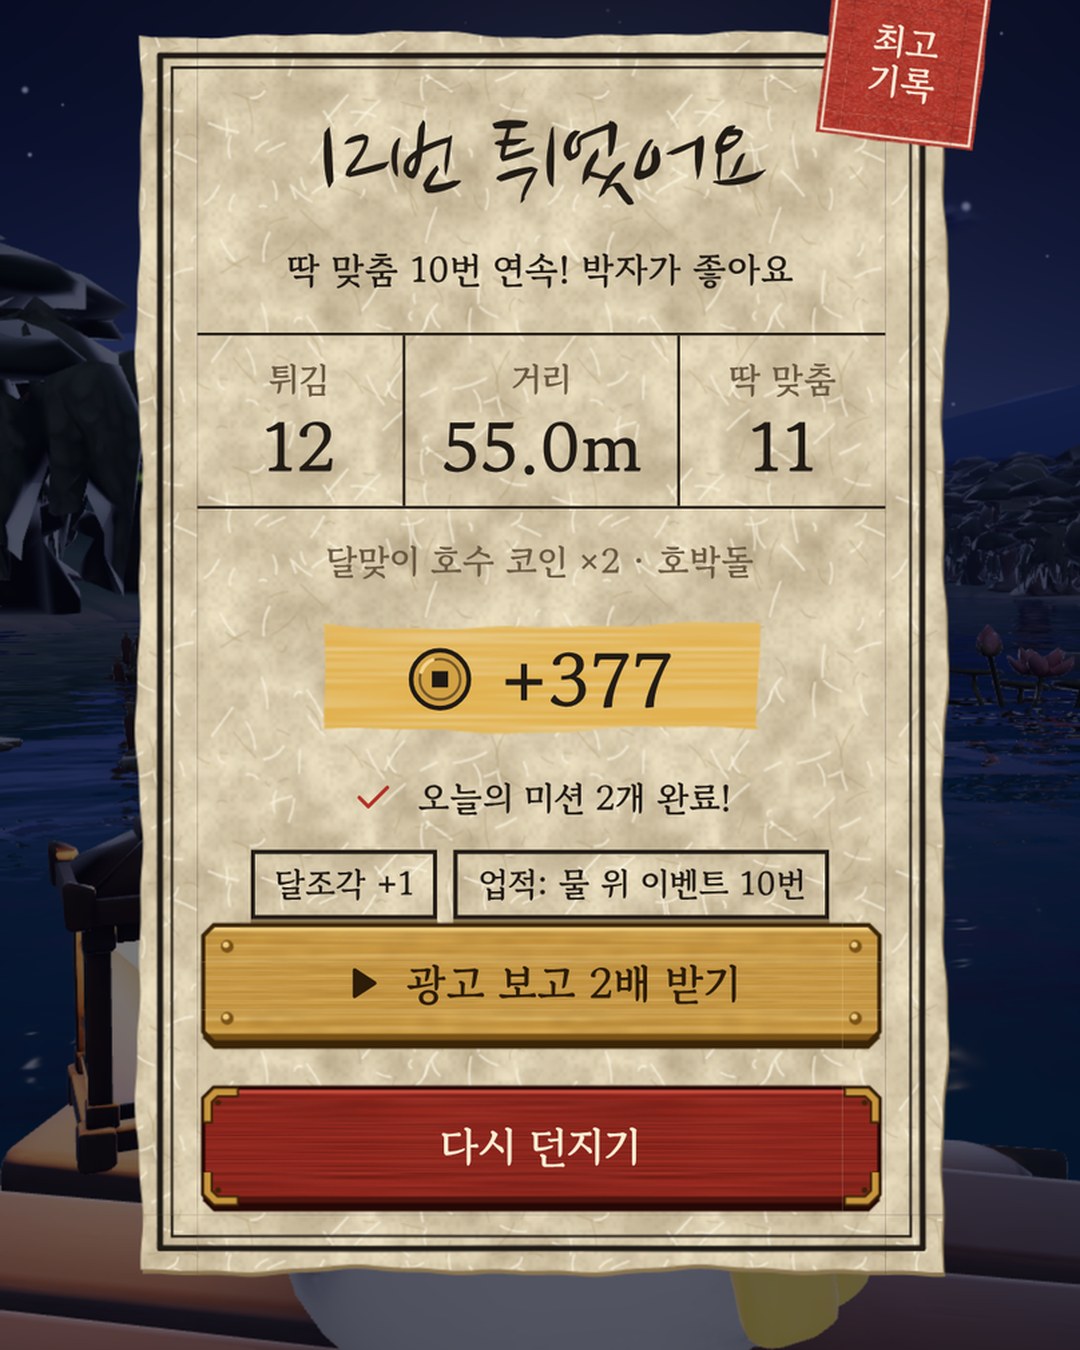 최고
기록
12번 튀었어요
딱 맞춤 10번 연속! 박자가 좋아요
튀김 거리 딱 맞춤
12 55.0m 11
달맞이 호수 코인 ×2 · 호박돌
+377
오늘의 미션 2개 완료!
달조각 +1 업적: 물 위 이벤트 10번
광고 보고 2배 받기
다시 던지기